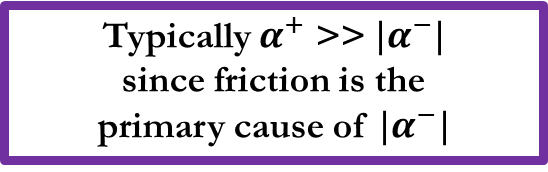 Typically α⁺ >> |α⁻|
since friction is the
primary cause of |α⁻|